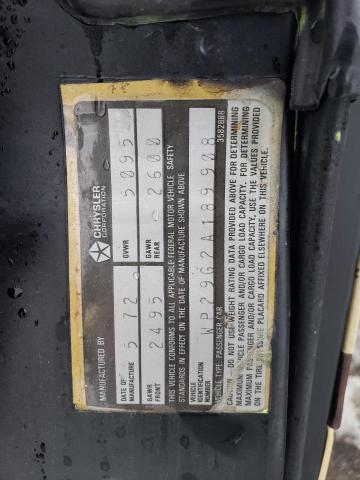 MANUFACTURED BY CHRYSLER CORPORATION
DATE OF MANUFACTURE 5 72 GVWR 5095
GAWR FRONT 2495 GAWR REAR 2600
THIS VEHICLE CONFORMS TO ALL APPLICABLE FEDERAL MOTOR VEHICLE SAFETY
STANDARDS IN EFFECT ON THE DATE OF MANUFACTURE SHOWN ABOVE.
VEHICLE IDENTIFICATION NUMBER WP29G2A189908
VEHICLE TYPE: PASSENGER CAR 3582888
CAUTION - DO NOT USE WEIGHT RATING DATA PROVIDED ABOVE FOR DETERMINING
MAXIMUM VEHICLE PASSENGER AND/OR CARGO LOAD CAPACITY. FOR DETERMINING
MAXIMUM PASSENGER AND/OR CARGO LOAD CAPACITY, USE THE VALUES PROVIDED
ON THE TIRE PRESSURE PLACARD AFFIXED ELSEWHERE ON THIS VEHICLE.